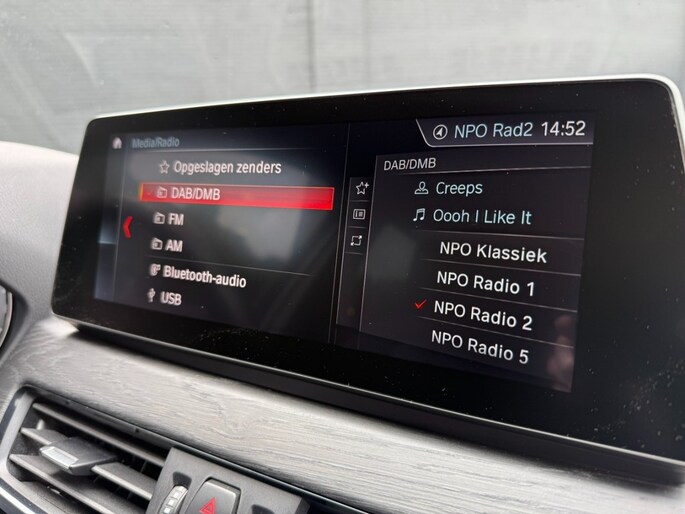 NPO Rad2 14:52
Media/Radio
Opgeslagen zenders
DAB/DMB
FM
AM
Bluetooth-audio
USB
DAB/DMB
Creeps
Oooh I Like It
NPO Klassiek
NPO Radio 1
NPO Radio 2
NPO Radio 5